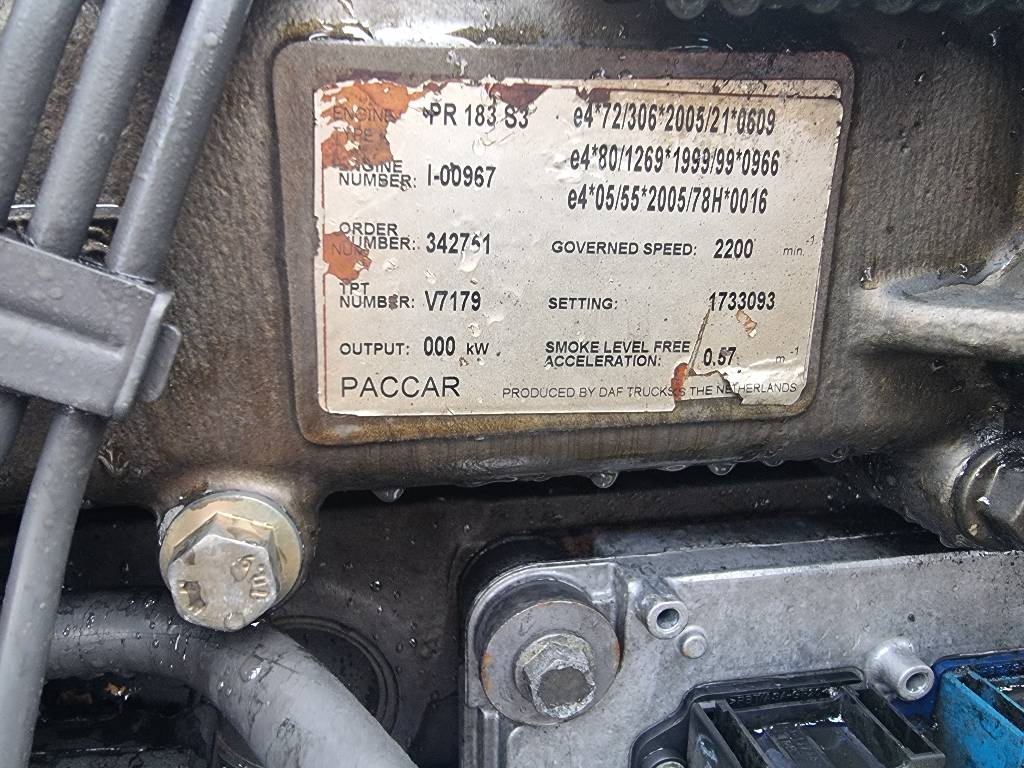 ENGINE TYPE PR 183 S3 e4*72/306*2005/21*0609
e4*80/1269*1999/99*0966
ENGINE NUMBER: I-00967
e4*05/55*2005/78H*0016
ORDER NUMBER: 342751 GOVERNED SPEED: 2200 min.-1
TPT NUMBER: V7179 SETTING: 1733093
OUTPUT: 000 kW SMOKE LEVEL FREE ACCELERATION: 0.57 m-1
PACCAR PRODUCED BY DAF TRUCKS THE NETHERLANDS